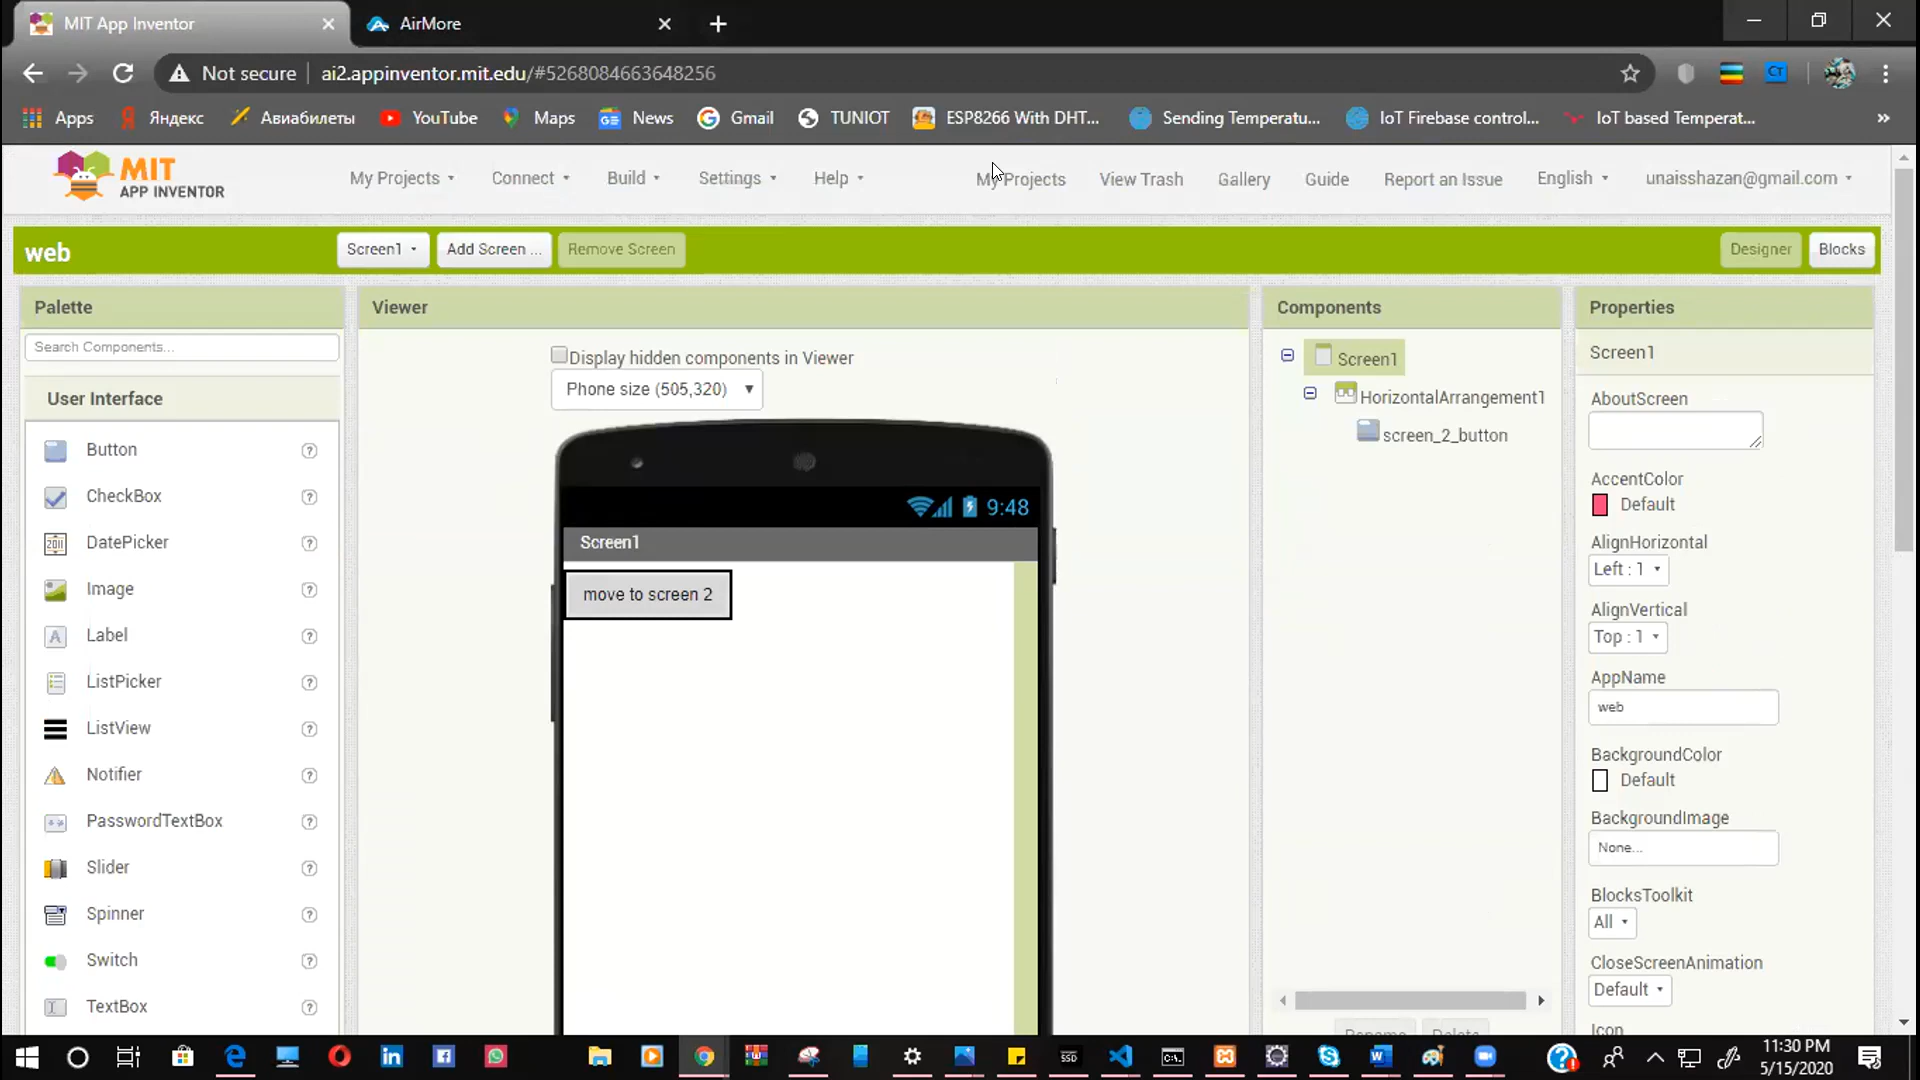 MIT App Inventor
AirMore
Not secure
ai2.appinventor.mit.edu/#5268084663648256
Apps
Яндекс
Авиабилеты
YouTube
Maps
News
Gmail
TUNIOT
ESP8266 With DHT...
Sending Temperatu...
IoT Firebase control...
IoT based Temperat...
MIT
APP INVENTOR
My Projects
Connect
Build
Settings
Help
My Projects
View Trash
Gallery
Guide
Report an Issue
English
unaisshazan@gmail.com
web
Screen1
Add Screen ...
Remove Screen
Designer
Blocks
Palette
Search Components...
User Interface
Button
CheckBox
DatePicker
Image
Label
ListPicker
ListView
Notifier
PasswordTextBox
Slider
Spinner
Switch
TextBox
Viewer
Display hidden components in Viewer
Phone size (505,320)
9:48
Screen1
move to screen 2
Components
Screen1
HorizontalArrangement1
screen_2_button
Rename
Delete
Properties
Screen1
AboutScreen
AccentColor
Default
AlignHorizontal
Left : 1
AlignVertical
Top : 1
AppName
web
BackgroundColor
Default
BackgroundImage
None...
BlocksToolkit
All
CloseScreenAnimation
Default
Icon
11:30 PM
5/15/2020